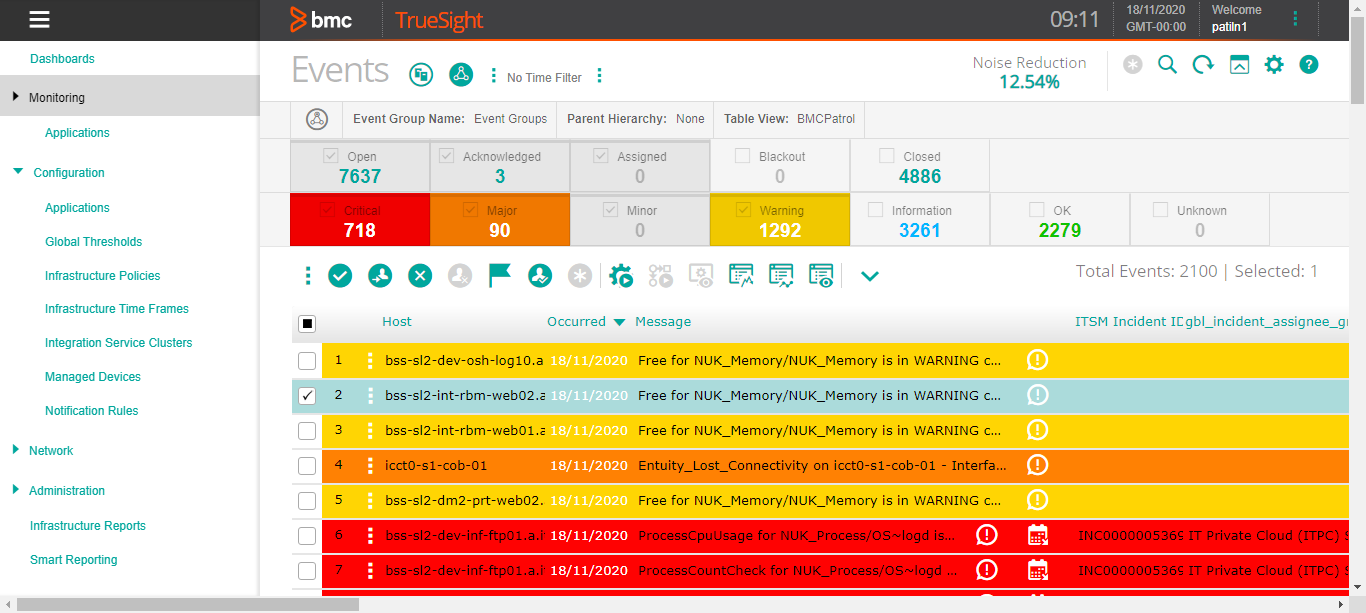 bmc TrueSight 09:11 18/11/2020 GMT-00:00 Welcome patiln1
Dashboards
Monitoring
Applications
Configuration
Applications
Global Thresholds
Infrastructure Policies
Infrastructure Time Frames
Integration Service Clusters
Managed Devices
Notification Rules
Network
Administration
Infrastructure Reports
Smart Reporting
Events No Time Filter Noise Reduction
12.54%
Event Group Name: Event Groups Parent Hierarchy: None Table View: BMCPatrol
Open Acknowledged Assigned Blackout Closed
7637 3 0 0 4886
Critical Major Minor Warning Information OK Unknown
718 90 0 1292 3261 2279 0
Total Events: 2100 | Selected: 1
Host Occurred Message ITSM Incident ID gbl_incident_assignee_gr
1 bss-sl2-dev-osh-log10.a 18/11/2020 Free for NUK_Memory/NUK_Memory is in WARNING c...
2 bss-sl2-int-rbm-web02.a 18/11/2020 Free for NUK_Memory/NUK_Memory is in WARNING c...
3 bss-sl2-int-rbm-web01.a 18/11/2020 Free for NUK_Memory/NUK_Memory is in WARNING c...
4 icct0-s1-cob-01 18/11/2020 Entuity_Lost_Connectivity on icct0-s1-cob-01 - Interfa...
5 bss-sl2-dm2-prt-web02. 18/11/2020 Free for NUK_Memory/NUK_Memory is in WARNING c...
6 bss-sl2-dev-inf-ftp01.a.i 18/11/2020 ProcessCpuUsage for NUK_Process/OS~logd is... INC0000005369 IT Private Cloud (ITPC) S
7 bss-sl2-dev-inf-ftp01.a.i 18/11/2020 ProcessCountCheck for NUK_Process/OS~logd ... INC0000005369 IT Private Cloud (ITPC) S